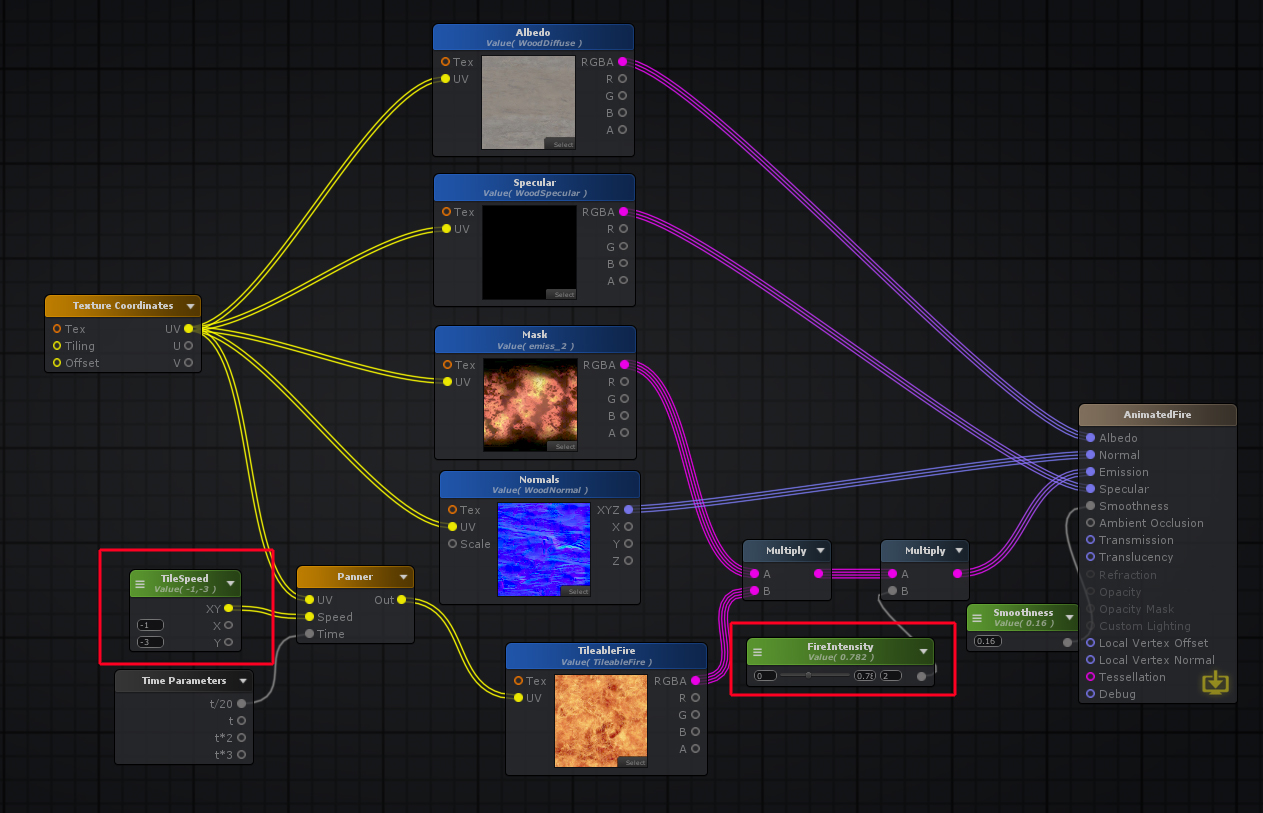 Albedo
Value( WoodDiffuse )
Tex RGBA
UV R
G
B
A
Select
Specular
Value( WoodSpecular )
Tex RGBA
UV R
G
B
A
Select
Texture Coordinates
Tex UV
Tiling U
Offset V
Mask
Value( emiss_2 )
Tex RGBA
UV R
G
B
A
Select
Normals
Value( WoodNormal )
Tex XYZ
UV X
Scale Y
Z
Select
TileSpeed
Value( -1,-3 )
XY
-1 X
-3 Y
Panner
UV Out
Speed
Time
Time Parameters
t/20
t
t*2
t*3
TileableFire
Value( TileableFire )
Tex RGBA
UV R
G
B
A
Select
Multiply
A
B
Multiply
A
B
FireIntensity
Value( 0.782 )
0 0.78 2
Smoothness
Value( 0.16 )
0.16
AnimatedFire
Albedo
Normal
Emission
Specular
Smoothness
Ambient Occlusion
Transmission
Translucency
Refraction
Opacity
Opacity Mask
Custom Lighting
Local Vertex Offset
Local Vertex Normal
Tessellation
Debug